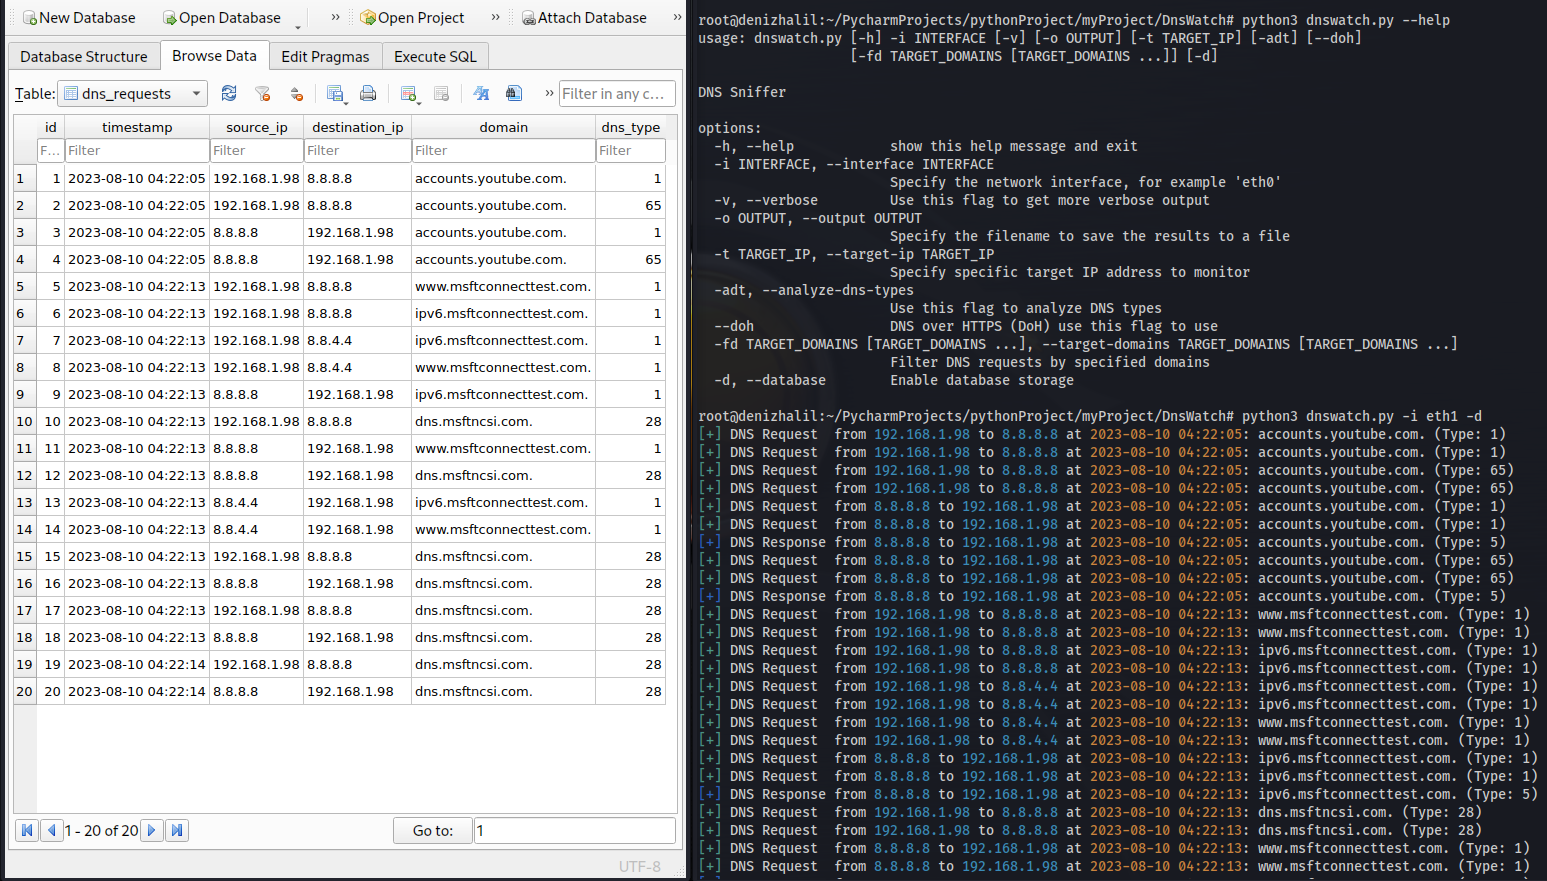 New Database Open Database » Open Project » Attach Database »
Database Structure Browse Data Edit Pragmas Execute SQL
Table: dns_requests » Filter in any c...
id timestamp source_ip destination_ip domain dns_type
F... Filter Filter Filter Filter Filter
1 1 2023-08-10 04:22:05 192.168.1.98 8.8.8.8 accounts.youtube.com. 1
2 2 2023-08-10 04:22:05 192.168.1.98 8.8.8.8 accounts.youtube.com. 65
3 3 2023-08-10 04:22:05 8.8.8.8 192.168.1.98 accounts.youtube.com. 1
4 4 2023-08-10 04:22:05 8.8.8.8 192.168.1.98 accounts.youtube.com. 65
5 5 2023-08-10 04:22:13 192.168.1.98 8.8.8.8 www.msftconnecttest.com. 1
6 6 2023-08-10 04:22:13 192.168.1.98 8.8.8.8 ipv6.msftconnecttest.com. 1
7 7 2023-08-10 04:22:13 192.168.1.98 8.8.4.4 ipv6.msftconnecttest.com. 1
8 8 2023-08-10 04:22:13 192.168.1.98 8.8.4.4 www.msftconnecttest.com. 1
9 9 2023-08-10 04:22:13 8.8.8.8 192.168.1.98 ipv6.msftconnecttest.com. 1
10 10 2023-08-10 04:22:13 192.168.1.98 8.8.8.8 dns.msftncsi.com. 28
11 11 2023-08-10 04:22:13 8.8.8.8 192.168.1.98 www.msftconnecttest.com. 1
12 12 2023-08-10 04:22:13 8.8.8.8 192.168.1.98 dns.msftncsi.com. 28
13 13 2023-08-10 04:22:13 8.8.4.4 192.168.1.98 ipv6.msftconnecttest.com. 1
14 14 2023-08-10 04:22:13 8.8.4.4 192.168.1.98 www.msftconnecttest.com. 1
15 15 2023-08-10 04:22:13 192.168.1.98 8.8.8.8 dns.msftncsi.com. 28
16 16 2023-08-10 04:22:13 8.8.8.8 192.168.1.98 dns.msftncsi.com. 28
17 17 2023-08-10 04:22:13 192.168.1.98 8.8.8.8 dns.msftncsi.com. 28
18 18 2023-08-10 04:22:13 8.8.8.8 192.168.1.98 dns.msftncsi.com. 28
19 19 2023-08-10 04:22:14 192.168.1.98 8.8.8.8 dns.msftncsi.com. 28
20 20 2023-08-10 04:22:14 8.8.8.8 192.168.1.98 dns.msftncsi.com. 28
1 - 20 of 20 Go to: 1
UTF-8
root@denizhalil:~/PycharmProjects/pythonProject/myProject/DnsWatch# python3 dnswatch.py --help
usage: dnswatch.py [-h] -i INTERFACE [-v] [-o OUTPUT] [-t TARGET_IP] [-adt] [--doh]
[-fd TARGET_DOMAINS [TARGET_DOMAINS ...]] [-d]
DNS Sniffer
options:
-h, --help show this help message and exit
-i INTERFACE, --interface INTERFACE
Specify the network interface, for example 'eth0'
-v, --verbose Use this flag to get more verbose output
-o OUTPUT, --output OUTPUT
Specify the filename to save the results to a file
-t TARGET_IP, --target-ip TARGET_IP
Specify specific target IP address to monitor
-adt, --analyze-dns-types
Use this flag to analyze DNS types
--doh DNS over HTTPS (DoH) use this flag to use
-fd TARGET_DOMAINS [TARGET_DOMAINS ...], --target-domains TARGET_DOMAINS [TARGET_DOMAINS ...]
Filter DNS requests by specified domains
-d, --database Enable database storage
root@denizhalil:~/PycharmProjects/pythonProject/myProject/DnsWatch# python3 dnswatch.py -i eth1 -d
[+] DNS Request from 192.168.1.98 to 8.8.8.8 at 2023-08-10 04:22:05: accounts.youtube.com. (Type: 1)
[+] DNS Request from 192.168.1.98 to 8.8.8.8 at 2023-08-10 04:22:05: accounts.youtube.com. (Type: 1)
[+] DNS Request from 192.168.1.98 to 8.8.8.8 at 2023-08-10 04:22:05: accounts.youtube.com. (Type: 65)
[+] DNS Request from 192.168.1.98 to 8.8.8.8 at 2023-08-10 04:22:05: accounts.youtube.com. (Type: 65)
[+] DNS Request from 8.8.8.8 to 192.168.1.98 at 2023-08-10 04:22:05: accounts.youtube.com. (Type: 1)
[+] DNS Request from 8.8.8.8 to 192.168.1.98 at 2023-08-10 04:22:05: accounts.youtube.com. (Type: 1)
[+] DNS Response from 8.8.8.8 to 192.168.1.98 at 2023-08-10 04:22:05: accounts.youtube.com. (Type: 5)
[+] DNS Request from 8.8.8.8 to 192.168.1.98 at 2023-08-10 04:22:05: accounts.youtube.com. (Type: 65)
[+] DNS Request from 8.8.8.8 to 192.168.1.98 at 2023-08-10 04:22:05: accounts.youtube.com. (Type: 65)
[+] DNS Response from 8.8.8.8 to 192.168.1.98 at 2023-08-10 04:22:05: accounts.youtube.com. (Type: 5)
[+] DNS Request from 192.168.1.98 to 8.8.8.8 at 2023-08-10 04:22:13: www.msftconnecttest.com. (Type: 1)
[+] DNS Request from 192.168.1.98 to 8.8.8.8 at 2023-08-10 04:22:13: www.msftconnecttest.com. (Type: 1)
[+] DNS Request from 192.168.1.98 to 8.8.8.8 at 2023-08-10 04:22:13: ipv6.msftconnecttest.com. (Type: 1)
[+] DNS Request from 192.168.1.98 to 8.8.8.8 at 2023-08-10 04:22:13: ipv6.msftconnecttest.com. (Type: 1)
[+] DNS Request from 192.168.1.98 to 8.8.4.4 at 2023-08-10 04:22:13: ipv6.msftconnecttest.com. (Type: 1)
[+] DNS Request from 192.168.1.98 to 8.8.4.4 at 2023-08-10 04:22:13: ipv6.msftconnecttest.com. (Type: 1)
[+] DNS Request from 192.168.1.98 to 8.8.4.4 at 2023-08-10 04:22:13: www.msftconnecttest.com. (Type: 1)
[+] DNS Request from 192.168.1.98 to 8.8.4.4 at 2023-08-10 04:22:13: www.msftconnecttest.com. (Type: 1)
[+] DNS Request from 8.8.8.8 to 192.168.1.98 at 2023-08-10 04:22:13: ipv6.msftconnecttest.com. (Type: 1)
[+] DNS Request from 8.8.8.8 to 192.168.1.98 at 2023-08-10 04:22:13: ipv6.msftconnecttest.com. (Type: 1)
[+] DNS Response from 8.8.8.8 to 192.168.1.98 at 2023-08-10 04:22:13: ipv6.msftconnecttest.com. (Type: 5)
[+] DNS Request from 192.168.1.98 to 8.8.8.8 at 2023-08-10 04:22:13: dns.msftncsi.com. (Type: 28)
[+] DNS Request from 192.168.1.98 to 8.8.8.8 at 2023-08-10 04:22:13: dns.msftncsi.com. (Type: 28)
[+] DNS Request from 8.8.8.8 to 192.168.1.98 at 2023-08-10 04:22:13: www.msftconnecttest.com. (Type: 1)
[+] DNS Request from 8.8.8.8 to 192.168.1.98 at 2023-08-10 04:22:13: www.msftconnecttest.com. (Type: 1)